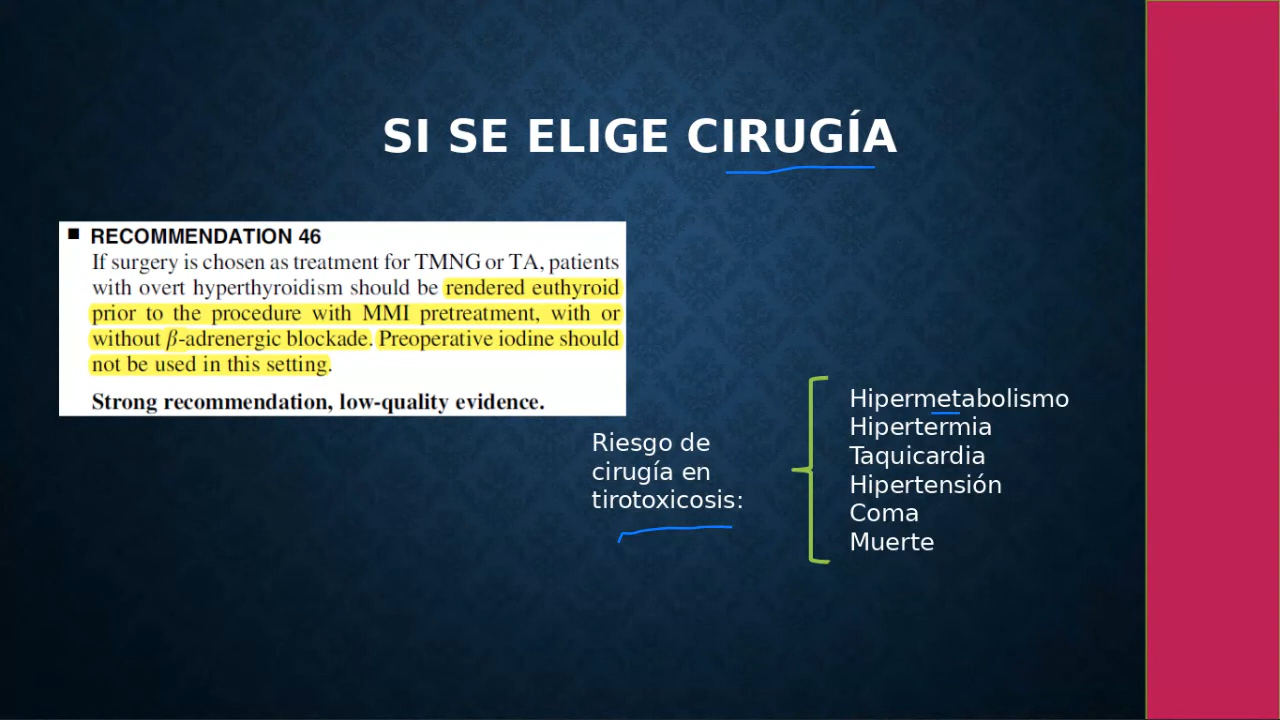 SI SE ELIGE CIRUGÍA
■ RECOMMENDATION 46
If surgery is chosen as treatment for TMNG or TA, patients
with overt hyperthyroidism should be rendered euthyroid
prior to the procedure with MMI pretreatment, with or
without β-adrenergic blockade. Preoperative iodine should
not be used in this setting.
Strong recommendation, low-quality evidence.
Riesgo de
cirugía en
tirotoxicosis:
Hipermetabolismo
Hipertermia
Taquicardia
Hipertensión
Coma
Muerte